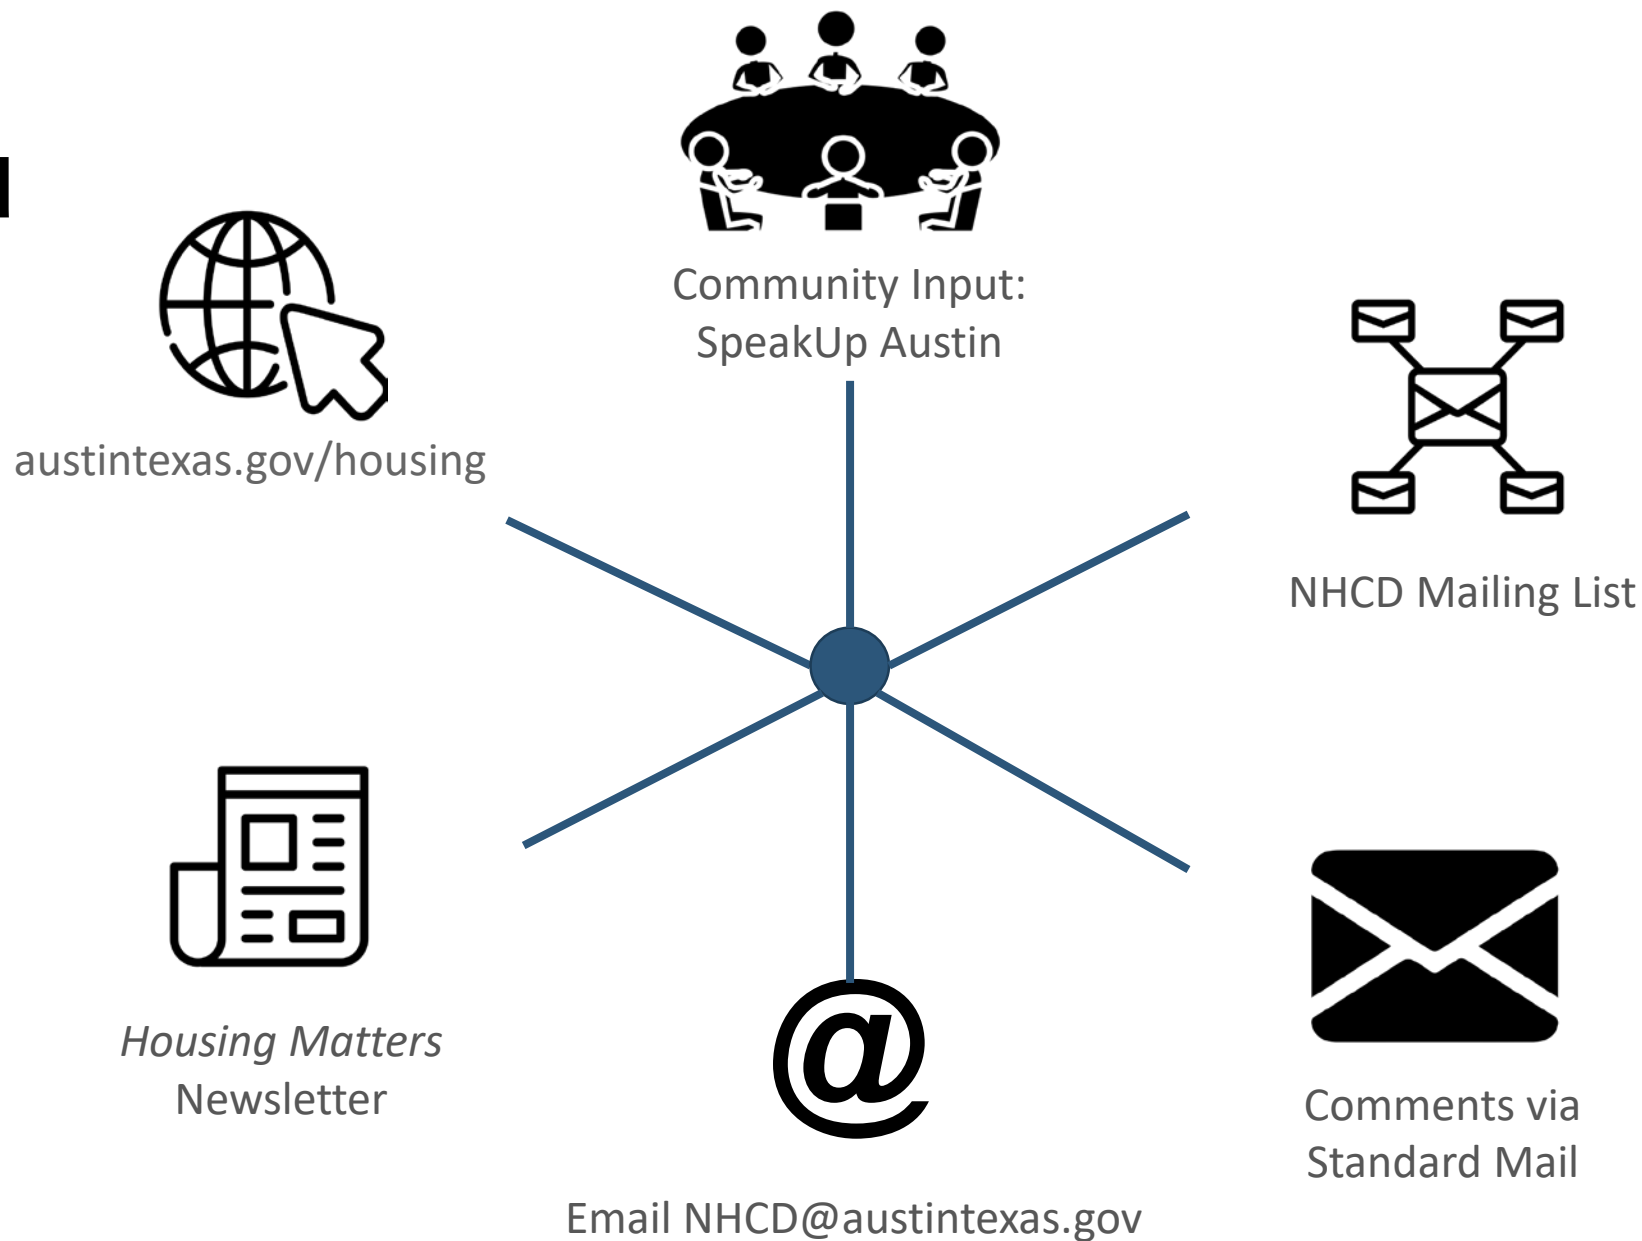 Community Input:
SpeakUp Austin
austintexas.gov/housing
NHCD Mailing List
Housing Matters
Newsletter
Comments via
Standard Mail
@
Email NHCD@austintexas.gov